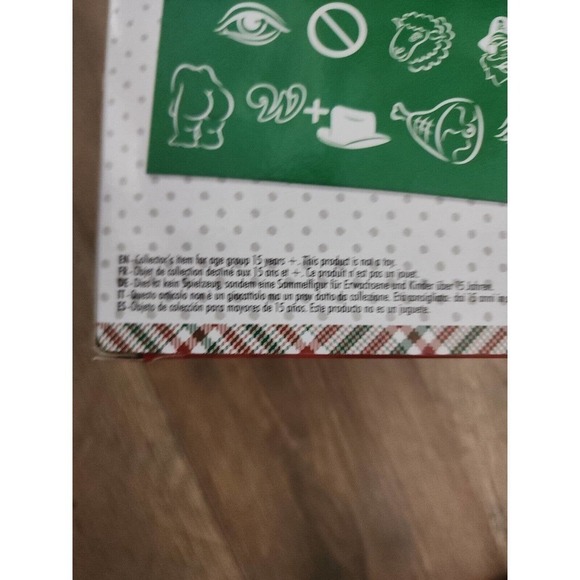 W+
EN - Collector's item for age group 15 years +. This product is not a toy.
FR - Objet de collection destiné aux 15 ans et +. Ce produit n'est pas un jouet.
DE - Dies ist kein Spielzeug, sondern eine Sammelfigur für Erwachsene und Kinder über 15 Jahren.
IT - Questo articolo non è un giocattolo ma un pray datto da collezione. Età consigliata: dai 15 anni
ES - Objeto de colección para mayores de 15 años. Este producto no es un juguete.